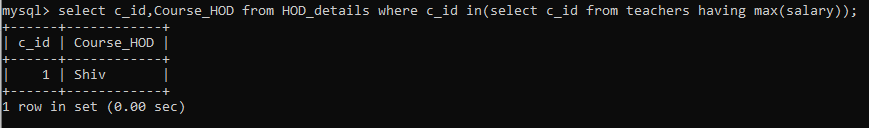 mysql> select c_id,Course_HOD from HOD_details where c_id in(select c_id from teachers having max(salary));
+------+------------+
| c_id | Course_HOD |
+------+------------+
|    1 | Shiv       |
+------+------------+
1 row in set (0.00 sec)